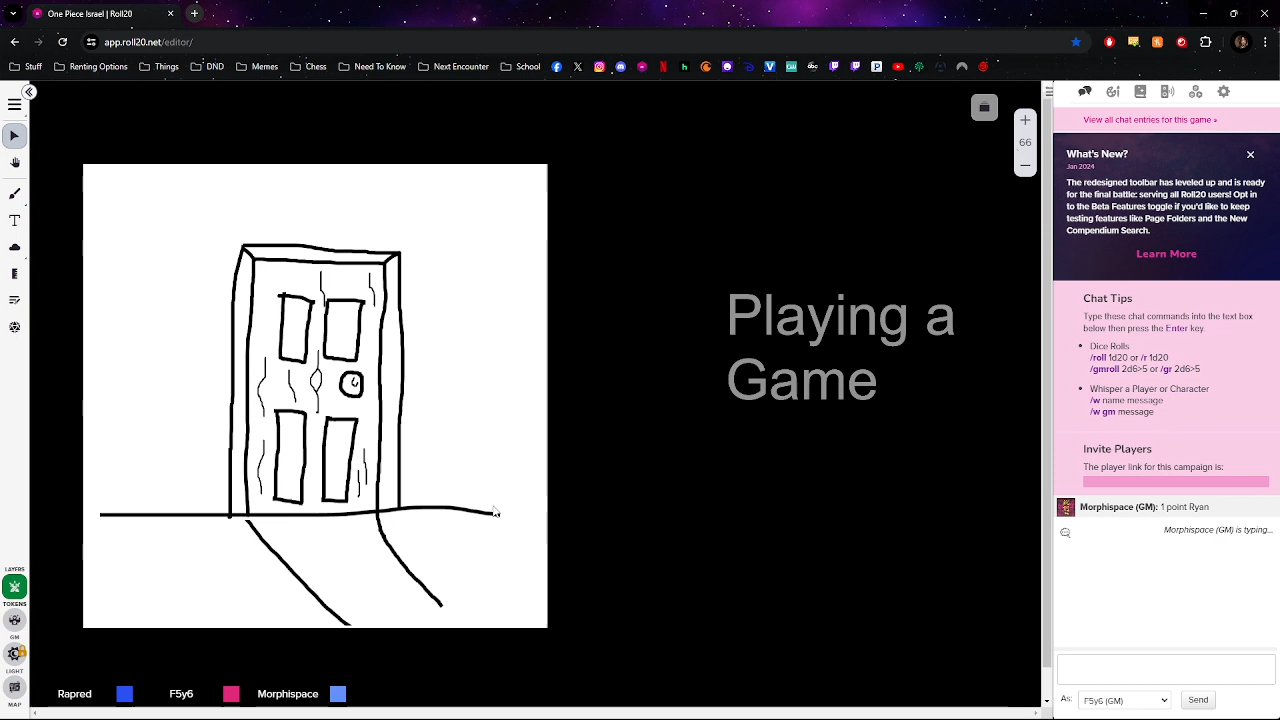 One Piece Israel | Roll20
app.roll20.net/editor/
Stuff Renting Options Things DND Memes Chess Need To Know Next Encounter School
66
View all chat entries for this game »
What's New?
Jan 2024
The redesigned toolbar has leveled up and is ready
for the final battle: serving all Roll20 users! Opt in
to the Beta Features toggle if you'd like to keep
testing features like Page Folders and the New
Compendium Search.
Learn More
Chat Tips
Type these chat commands into the text box
below then press the Enter key.
Dice Rolls
/roll 1d20 or /r 1d20
/gmroll 2d6>5 or /gr 2d6>5
Whisper a Player or Character
/w name message
/w gm message
Invite Players
The player link for this campaign is:
Morphispace (GM): 1 point Ryan
Morphispace (GM) is typing...
As: F5y6 (GM) Send
Playing a
Game
LAYERS
TOKENS
GM
LIGHT
MAP
Rapred F5y6 Morphispace